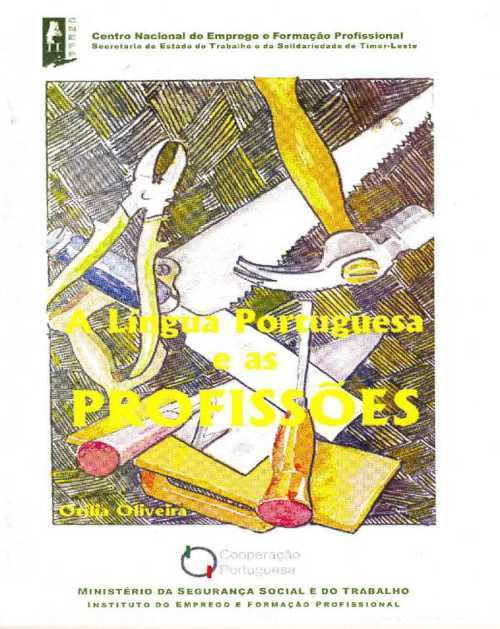 CNEFP
Centro Nacional de Emprego e Formação Profissional
Secretaria de Estado do Trabalho e da Solidariedade de Timor-Leste
A Língua Portuguesa
e as
PROFISSÕES
Otília Oliveira
Cooperação
Portuguesa
MINISTÉRIO DA SEGURANÇA SOCIAL E DO TRABALHO
INSTITUTO DO EMPREGO E FORMAÇÃO PROFISSIONAL